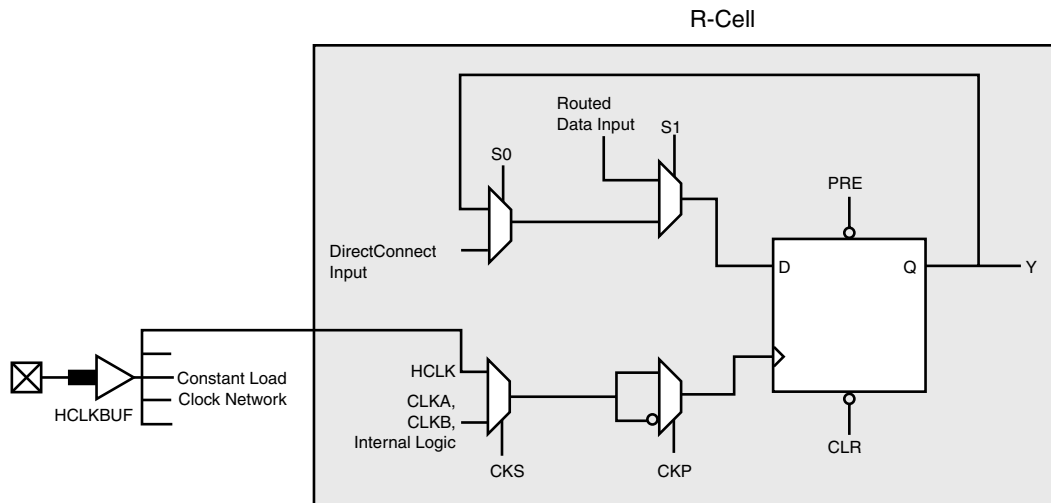 R-Cell
Routed
Data Input
S1
S0
PRE
DirectConnect
Input
D
Q
Y
HCLK
Constant Load
Clock Network
HCLKBUF
CLKA,
CLKB,
Internal Logic
CKS
CKP
CLR